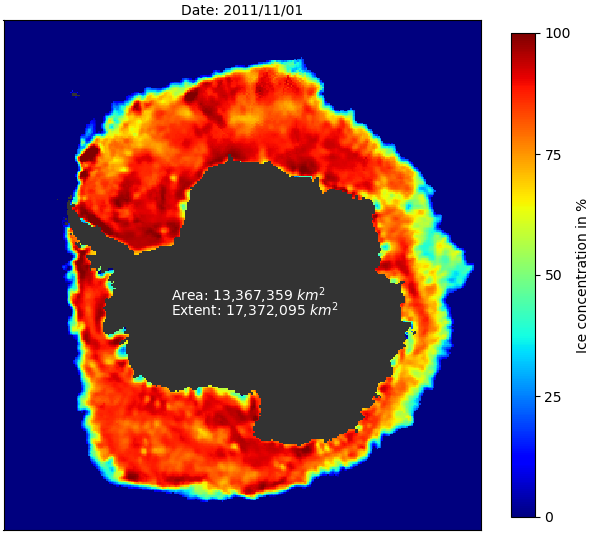 Date: 2011/11/01
Area: 13,367,359 km²
Extent: 17,372,095 km²
100
75
50
25
0
Ice concentration in %